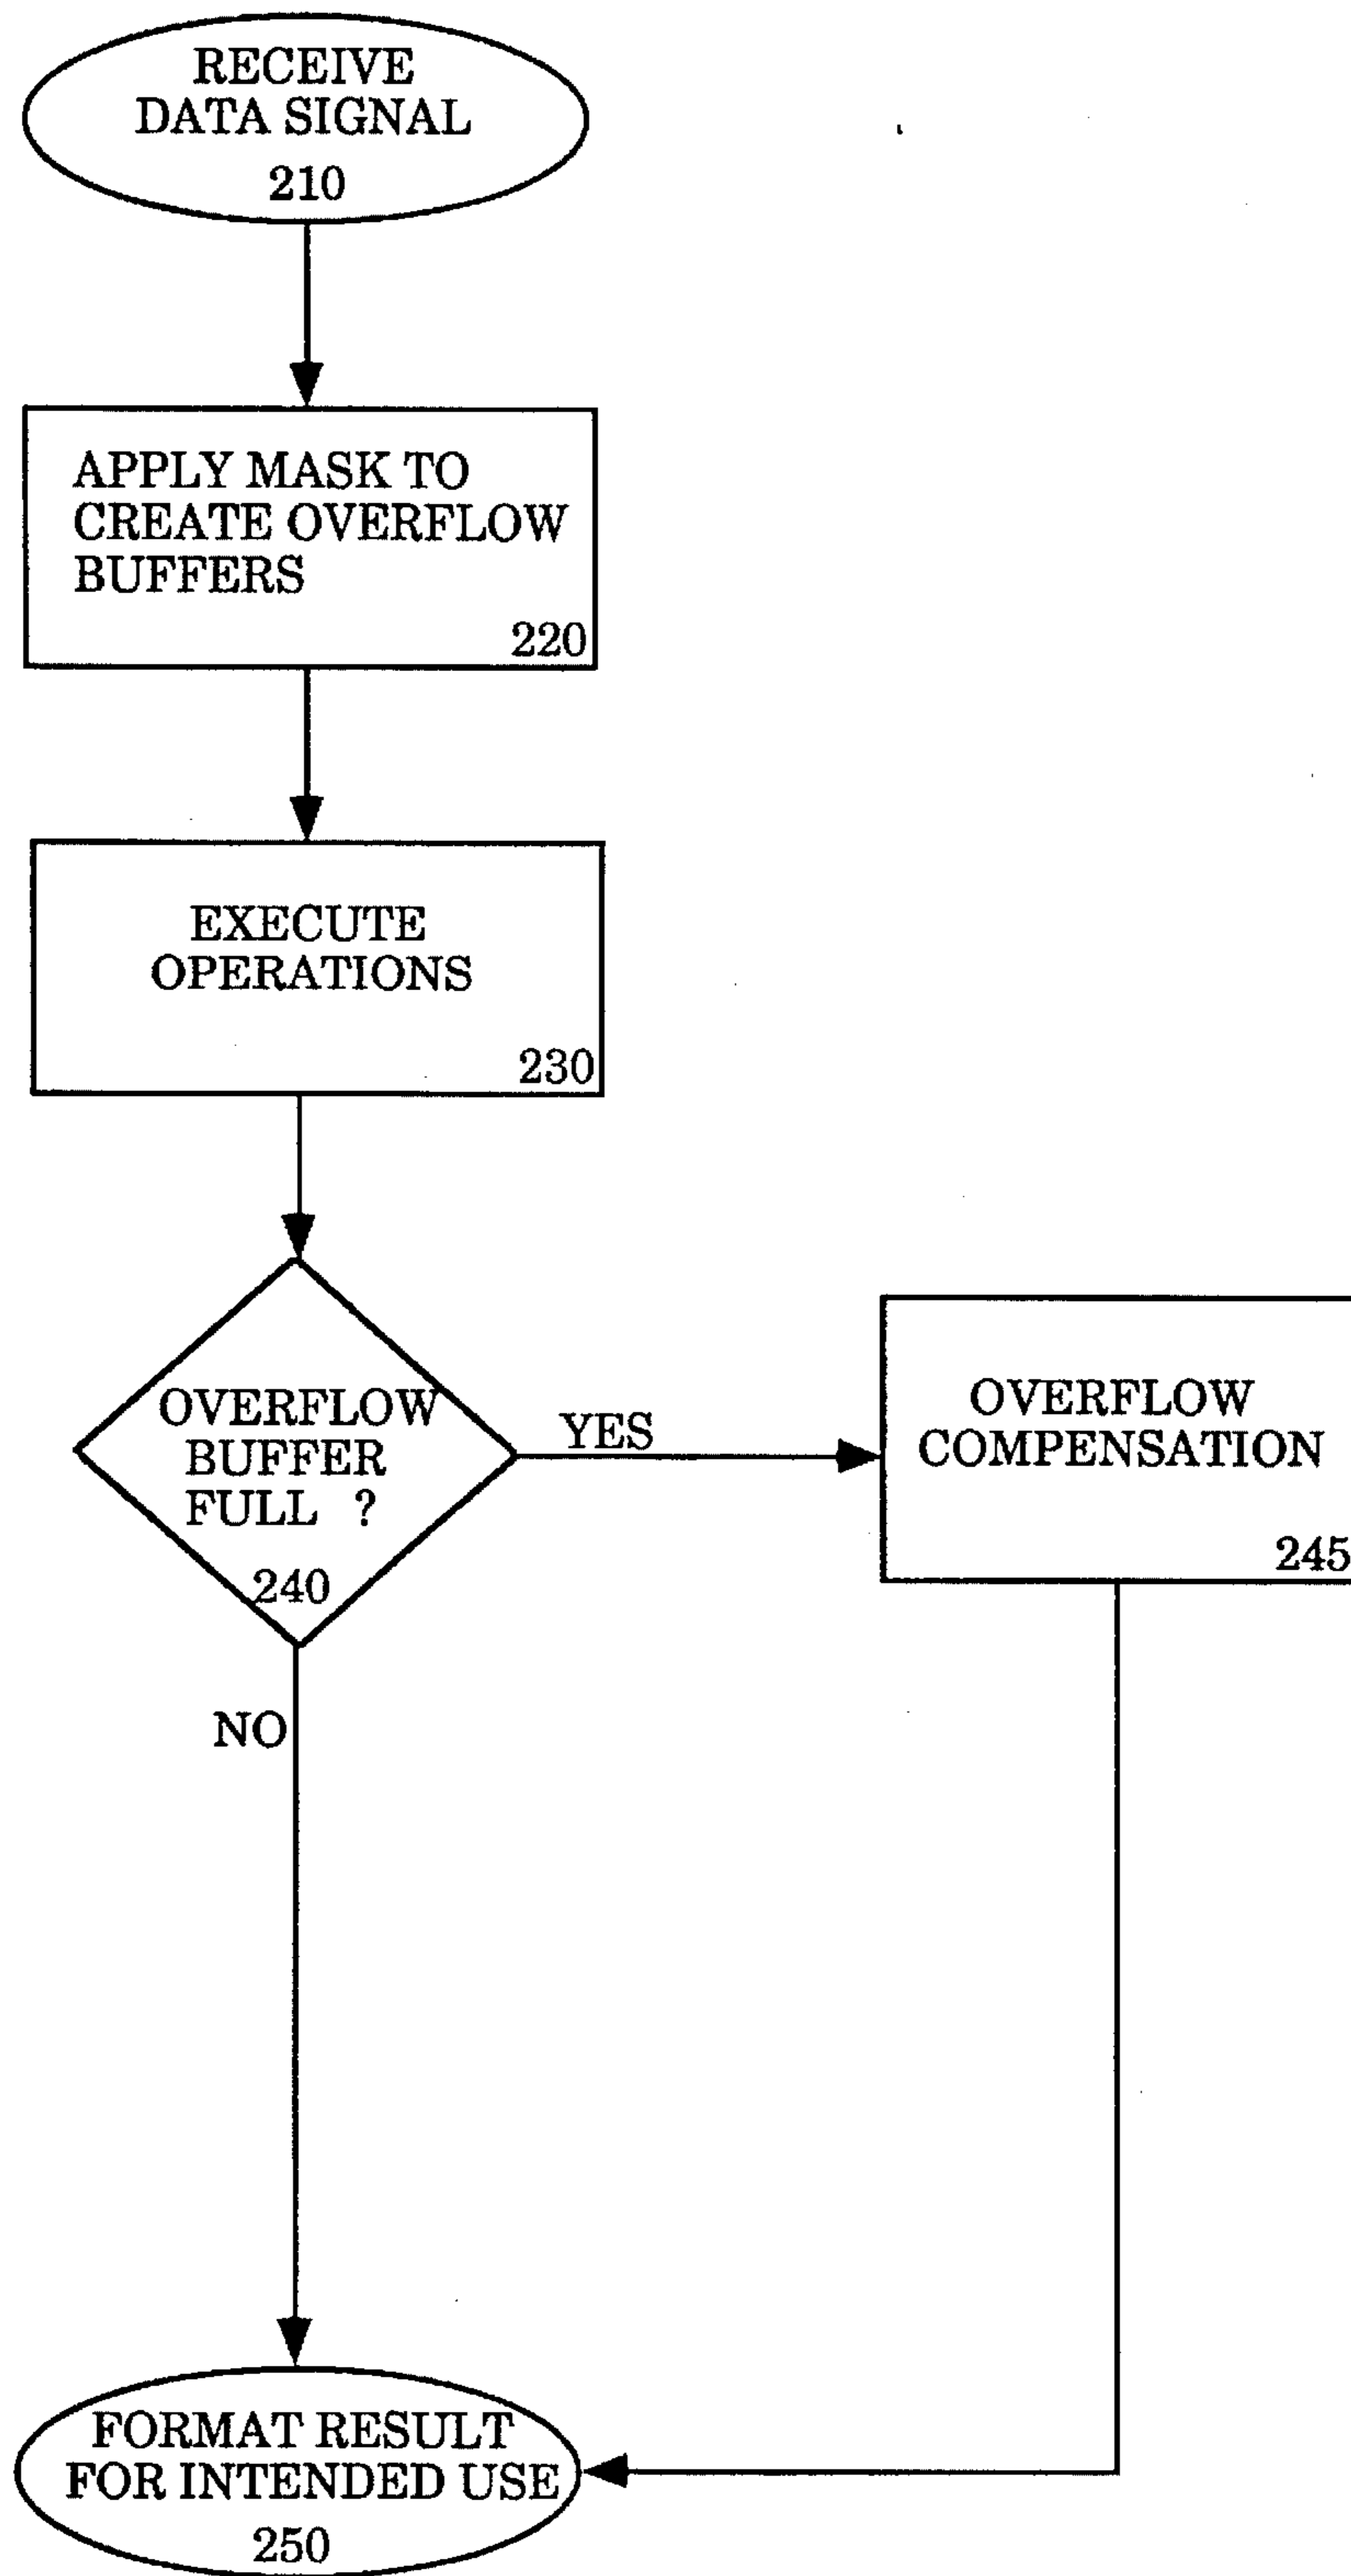 RECEIVE
DATA SIGNAL
210
APPLY MASK TO
CREATE OVERFLOW
BUFFERS
220
EXECUTE
OPERATIONS
230
OVERFLOW
BUFFER
FULL ?
240
YES
OVERFLOW
COMPENSATION
245
NO
FORMAT RESULT
FOR INTENDED USE
250